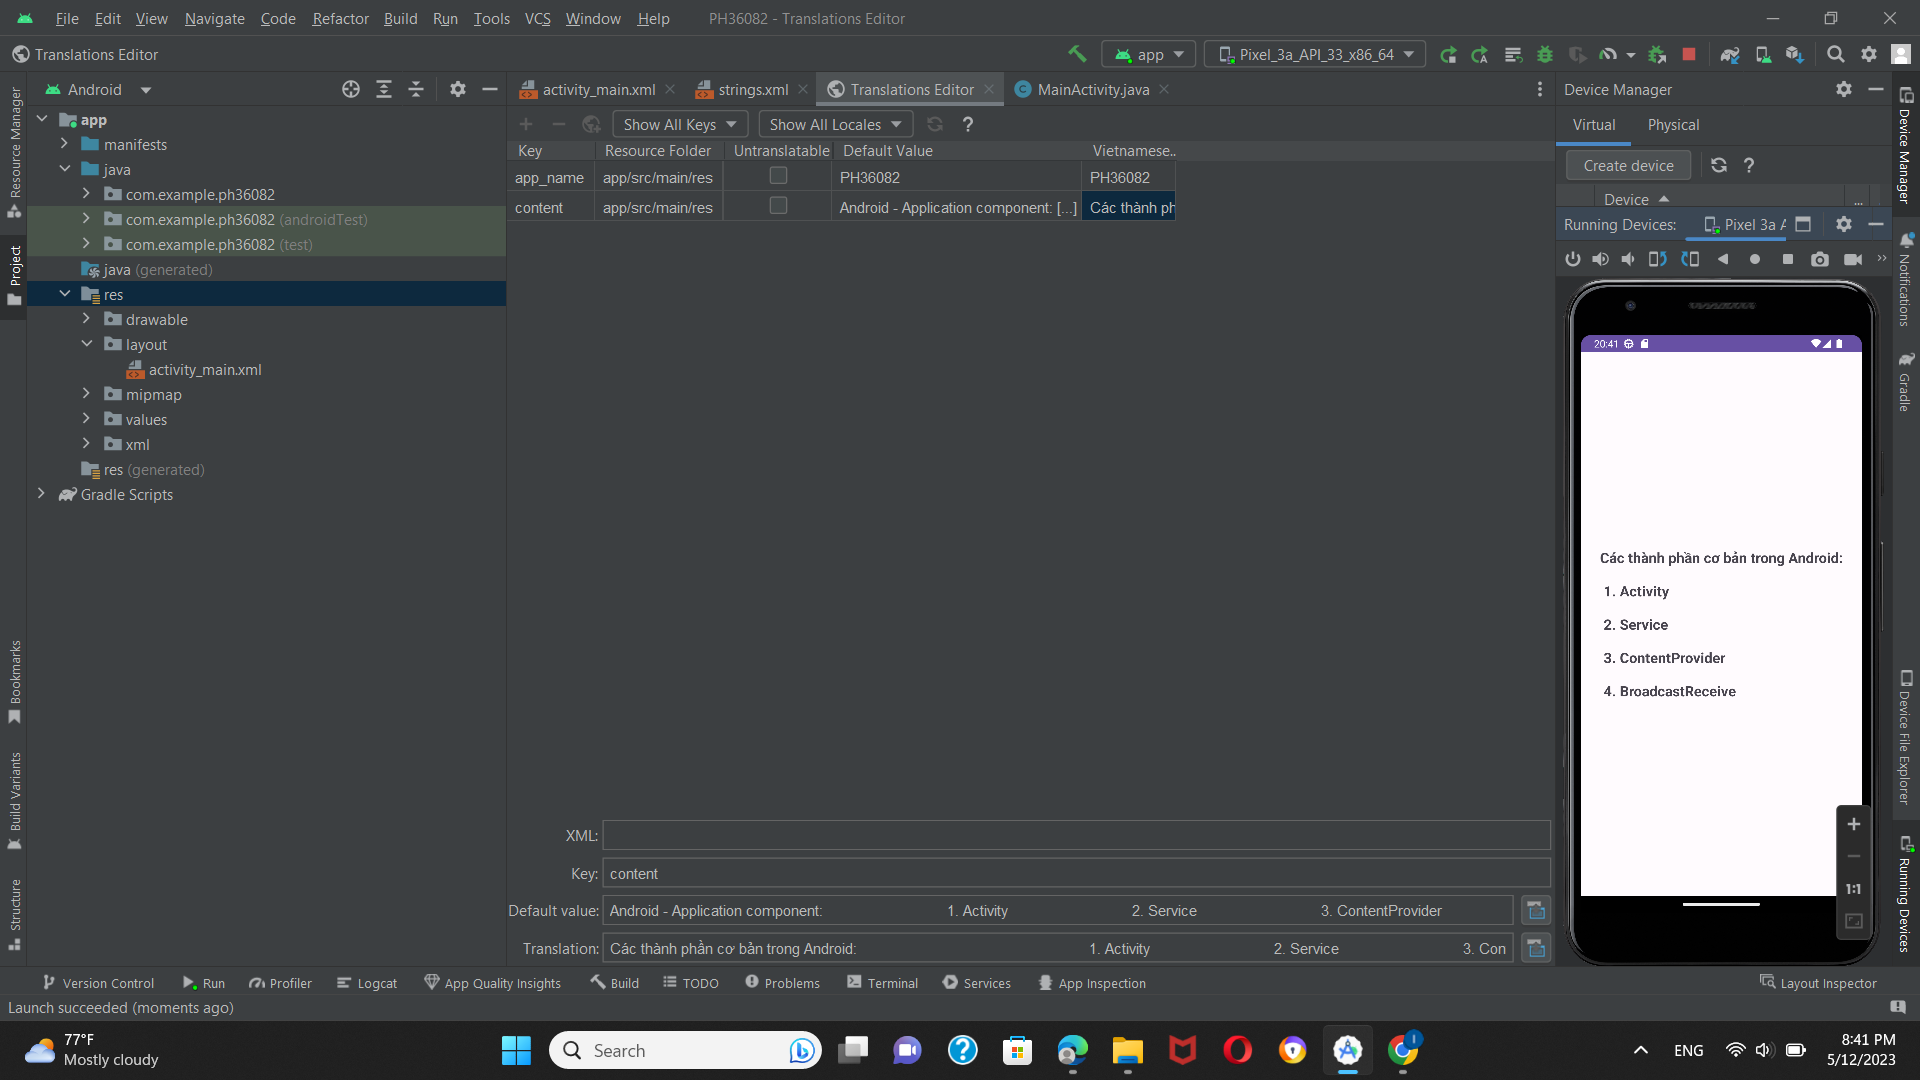 File Edit View Navigate Code Refactor Build Run Tools VCS Window Help PH36082 - Translations Editor
Translations Editor app Pixel_3a_API_33_x86_64
Android
activity_main.xml strings.xml Translations Editor MainActivity.java
Device Manager
Show All Keys Show All Locales ?
Virtual Physical
Create device ?
Key Resource Folder Untranslatable Default Value Vietnamese..
app_name app/src/main/res PH36082 PH36082
content app/src/main/res Android - Application component: [...] Các thành ph
Device ...
Running Devices: Pixel 3a
app
manifests
java
com.example.ph36082
com.example.ph36082 (androidTest)
com.example.ph36082 (test)
java (generated)
res
drawable
layout
activity_main.xml
mipmap
values
xml
res (generated)
Gradle Scripts
Resource Manager
Project
Bookmarks
Build Variants
Structure
20:41
Các thành phần cơ bản trong Android:
1. Activity
2. Service
3. ContentProvider
4. BroadcastReceive
1:1
Device Manager
Notifications
Gradle
Device File Explorer
Running Devices
XML:
Key: content
Default value: Android - Application component: 1. Activity 2. Service 3. ContentProvider
Translation: Các thành phần cơ bản trong Android: 1. Activity 2. Service 3. Con
Version Control Run Profiler Logcat App Quality Insights Build TODO Problems Terminal Services App Inspection Layout Inspector
Launch succeeded (moments ago)
77°F
Mostly cloudy
Search
ENG
8:41 PM
5/12/2023